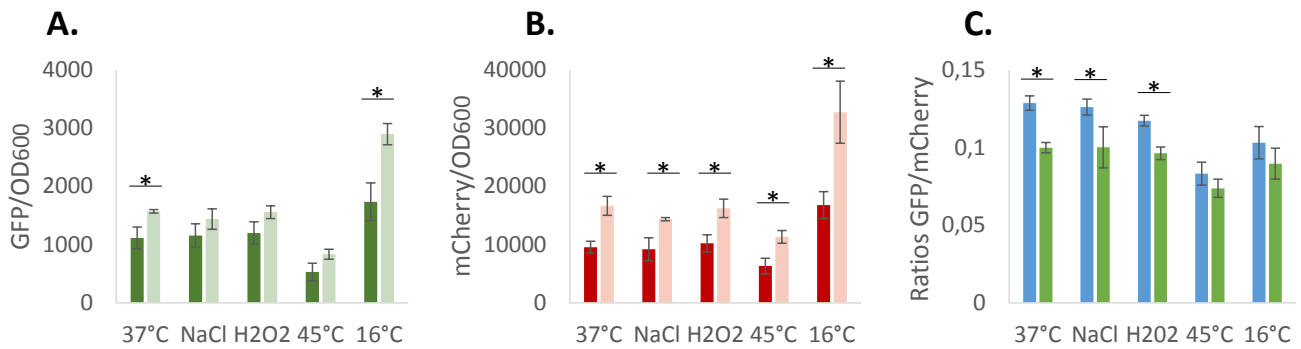 A.
GFP/OD600
4000
3000
2000
1000
0
*
*
37°C NaCl H2O2 45°C 16°C
B.
mCherry/OD600
40000
30000
20000
10000
0
*
*
*
*
*
37°C NaCl H2O2 45°C 16°C
C.
Ratios GFP/mCherry
0,15
0,1
0,05
0
*
*
*
37°C NaCl H202 45°C 16°C